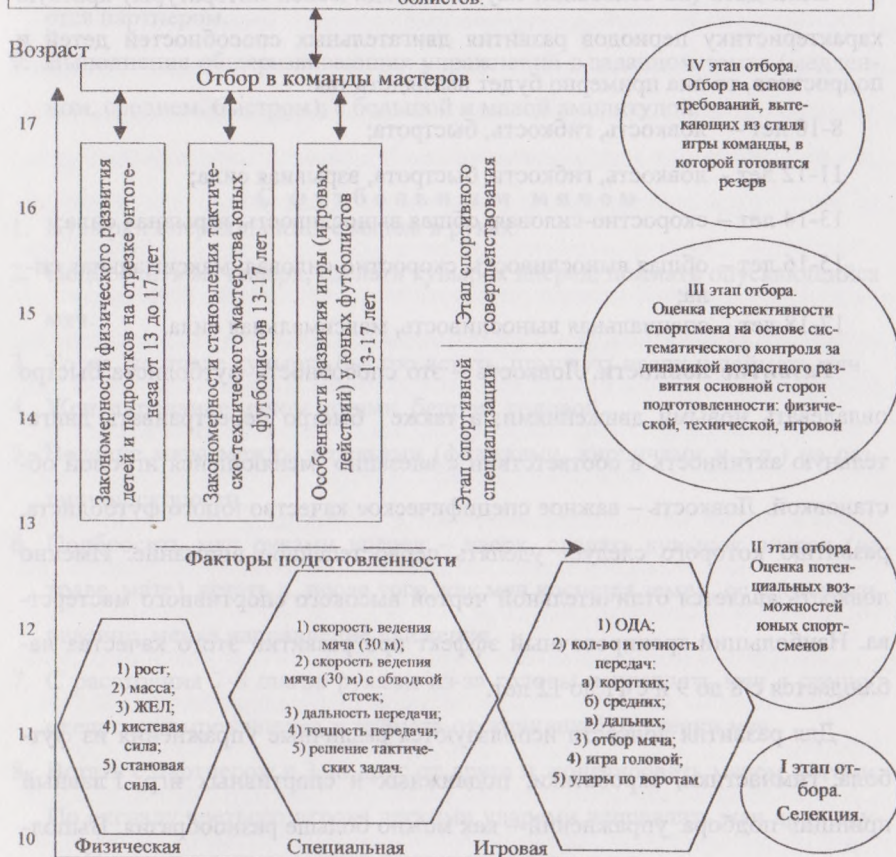 болистов.
Возраст
Отбор в команды мастеров
17
16
15
14
13
12
11
10
Закономерности физического развития
детей и подростков на отрезке онтоге-
неза от 13 до 17 лет
Закономерности становления тактиче-
ского и технического мастерства юных
футболистов 13-17 лет
Особенности развития игры (игровых
действий) у юных футболистов
13-17 лет
Этап спортивного
совершенствования
Этап спортивной
специализации
IV этап отбора.
Отбор на основе
требований, выте-
кающих из стиля
игры команды, в
которой готовится
резерв
III этап отбора.
Оценка перспективности
спортсмена на основе систе-
матического контроля за
динамикой возрастного раз-
вития основной сторон
подготовленности: физиче-
ской, технической, игровой
II этап отбора.
Оценка потен-
циальных воз-
можностей
юных спорт-
сменов
I этап от-
бора.
Селекция.
Факторы подготовленности
1) рост;
2) масса;
3) ЖЕЛ;
4) кистевая
сила;
5) становая
сила.
Физическая
1) скорость ведения
мяча (30 м);
2) скорость ведения
мяча (30 м) с обводкой
стоек;
3) дальность передачи;
4) точность передачи;
5) решение тактиче-
ских задач.
Специальная
1) ОДА;
2) кол-во и точность
передач:
а) коротких;
б) средних;
в) дальних;
3) отбор мяча;
4) игра головой;
5) удары по воротам.
Игровая